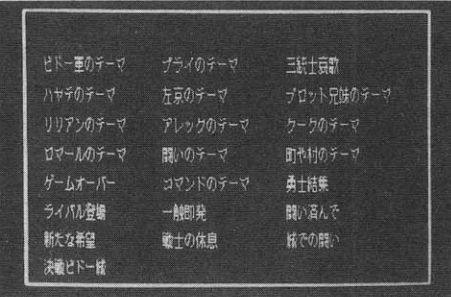 ビドー軍のテーマ ブライのテーマ 三銃士哀歌
ハヤテのテーマ 左京のテーマ ブロット兄妹のテーマ
リリアンのテーマ アレックのテーマ クークのテーマ
ロマールのテーマ 闘いのテーマ 町や村のテーマ
ゲームオーバー コマンドのテーマ 勇士結集
ライバル登場 一触即発 闘い済んで
新たな希望 戦士の休息 城での闘い
決戦ビドー城